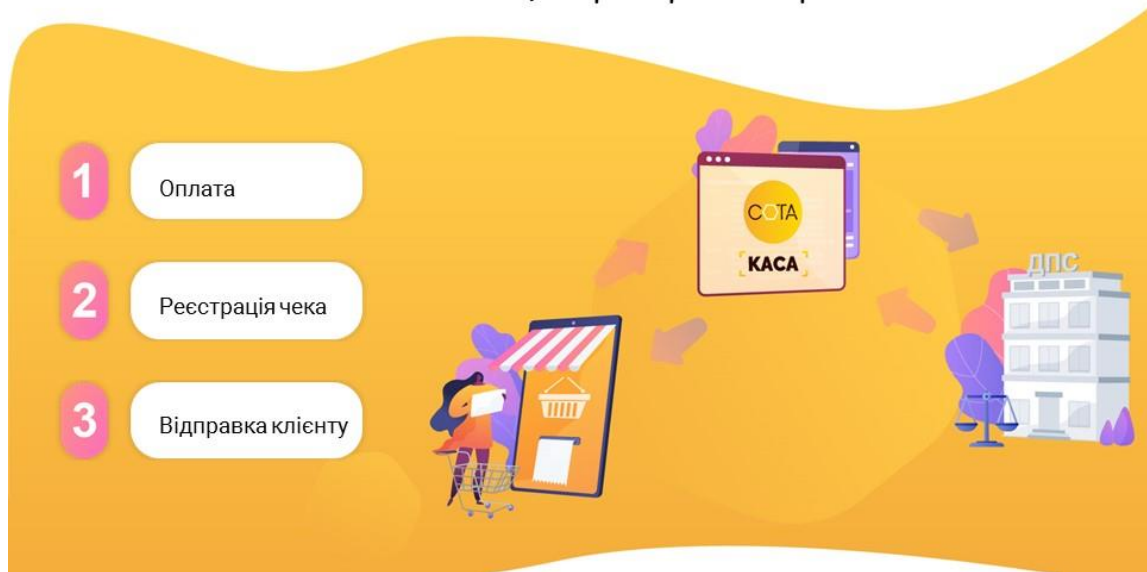 1
Оплата
2
Реєстрація чека
3
Відправка клієнту
СОТА
КАСА
ДПС